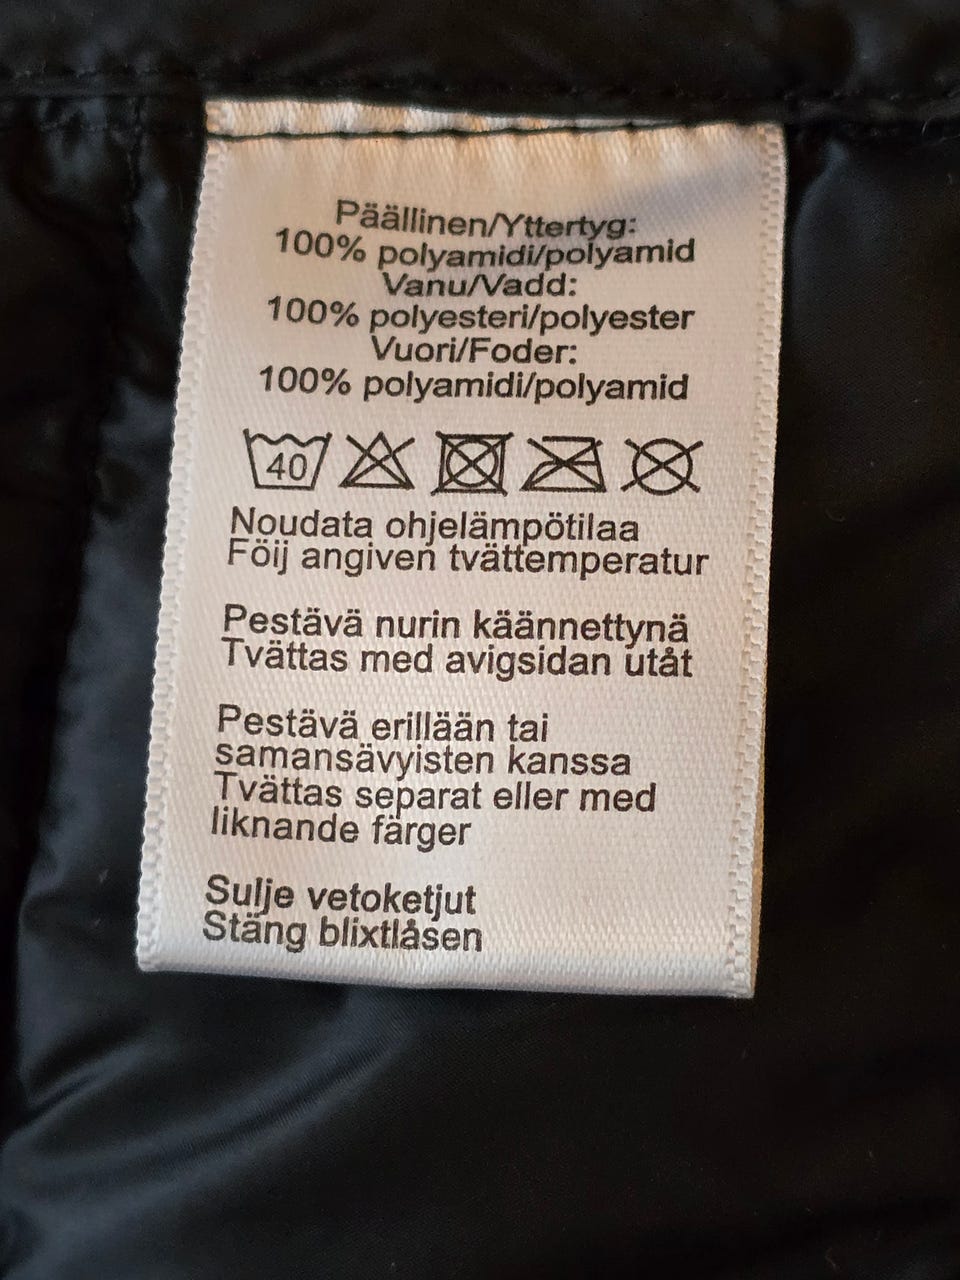 Päällinen/Yttertyg:
100% polyamidi/polyamid
Vanu/Vadd:
100% polyesteri/polyester
Vuori/Foder:
100% polyamidi/polyamid
40
Noudata ohjelämpötilaa
Föij angiven tvättemperatur
Pestävä nurin käännettynä
Tvättas med avigsidan utåt
Pestävä erillään tai
samansävyisten kanssa
Tvättas separat eller med
liknande färger
Sulje vetoketjut
Stäng blixtlåsen